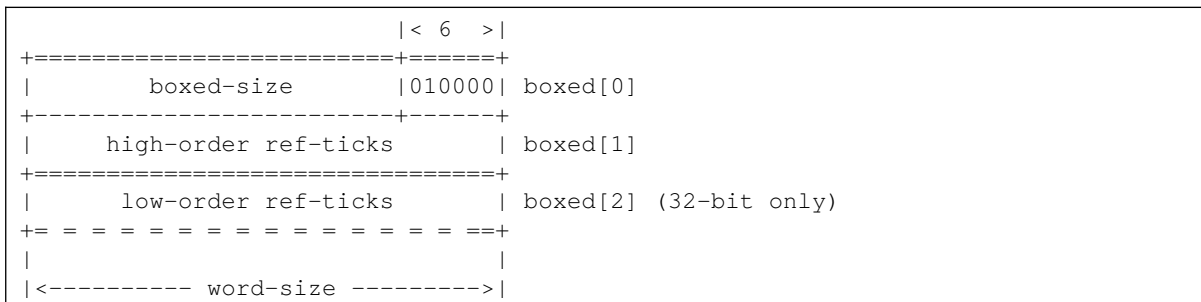 |< 6  >|
+=========================+======+
|        boxed-size       |010000| boxed[0]
+-------------------------+------+
|     high-order ref-ticks       | boxed[1]
+================================+
|      low-order ref-ticks       | boxed[2] (32-bit only)
+= = = = = = = = = = = = = = = ==+
|                                |
|<---------- word-size --------->|